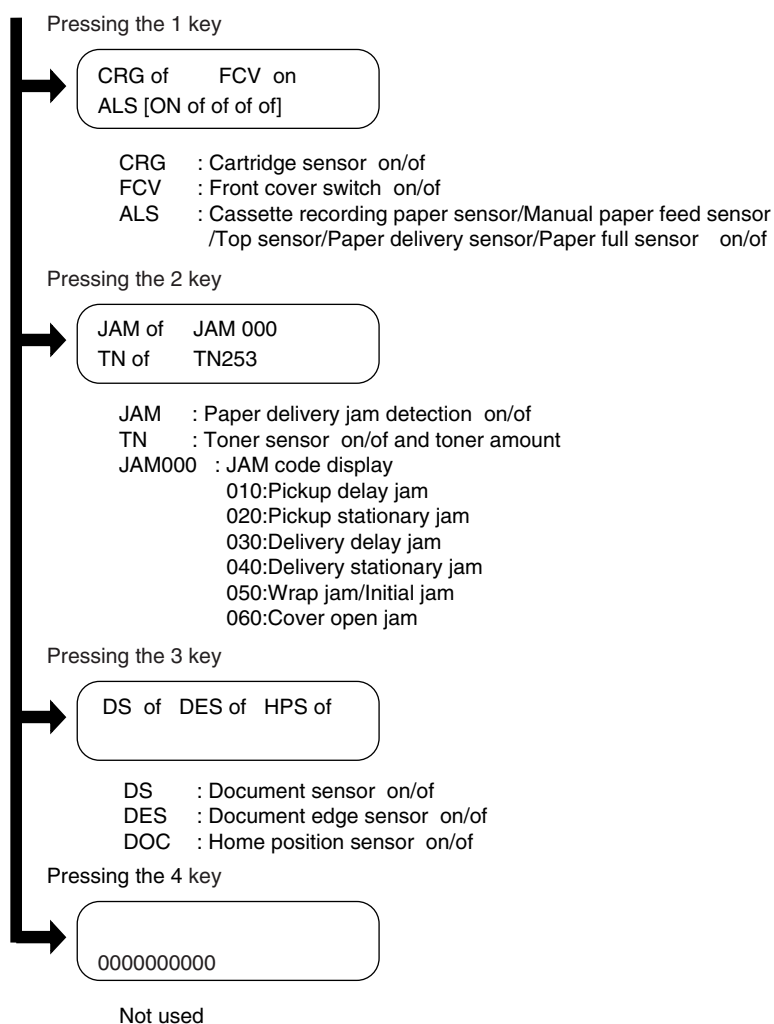 Pressing the 1 key
CRG of FCV on
ALS [ON of of of of]
CRG : Cartridge sensor on/of
FCV : Front cover switch on/of
ALS : Cassette recording paper sensor/Manual paper feed sensor
/Top sensor/Paper delivery sensor/Paper full sensor on/of
Pressing the 2 key
JAM of JAM 000
TN of TN253
JAM : Paper delivery jam detection on/of
TN : Toner sensor on/of and toner amount
JAM000 : JAM code display
010:Pickup delay jam
020:Pickup stationary jam
030:Delivery delay jam
040:Delivery stationary jam
050:Wrap jam/Initial jam
060:Cover open jam
Pressing the 3 key
DS of DES of HPS of
DS : Document sensor on/of
DES : Document edge sensor on/of
DOC : Home position sensor on/of
Pressing the 4 key
0000000000
Not used